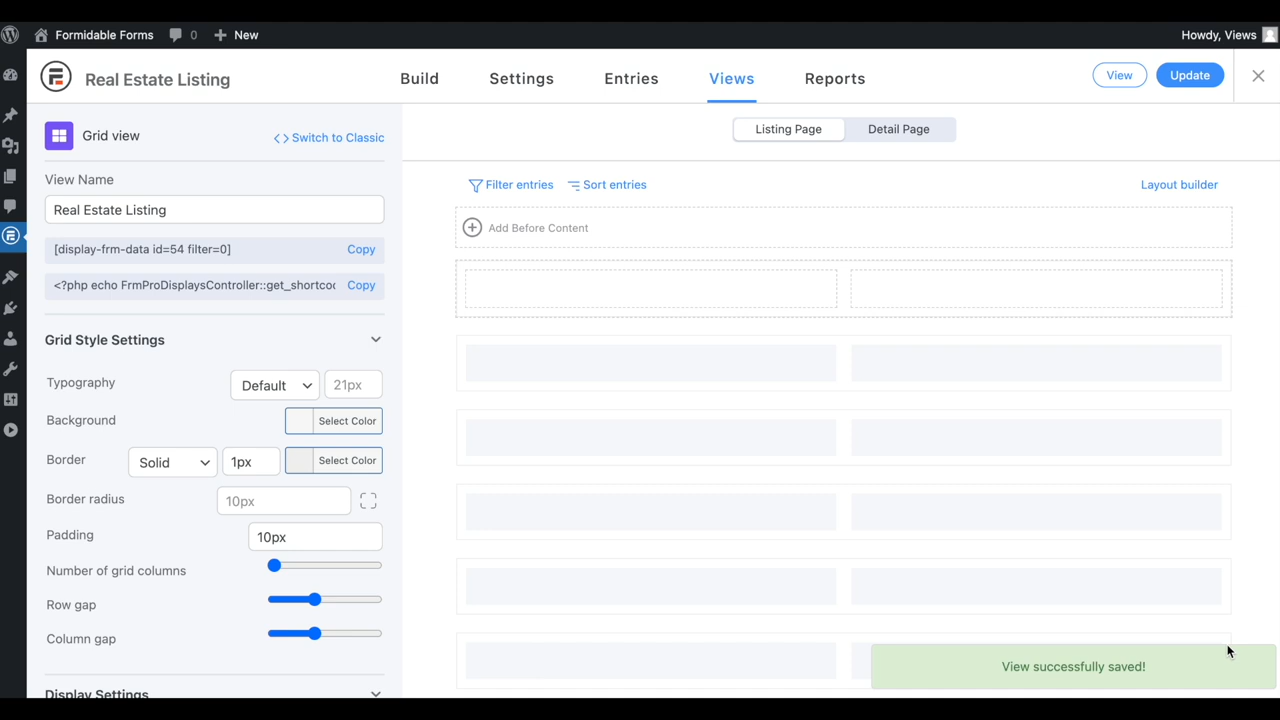 Formidable Forms 0 New Howdy, Views
Real Estate Listing Build Settings Entries Views Reports View Update
Grid view <> Switch to Classic
Listing Page Detail Page
View Name
Real Estate Listing
Filter entries Sort entries Layout builder
Add Before Content
[display-frm-data id=54 filter=0] Copy
<?php echo FrmProDisplaysController::get_shortcoc Copy
Grid Style Settings
Typography Default 21px
Background Select Color
Border Solid 1px Select Color
Border radius 10px
Padding 10px
Number of grid columns
Row gap
Column gap
View successfully saved!
Display Settings